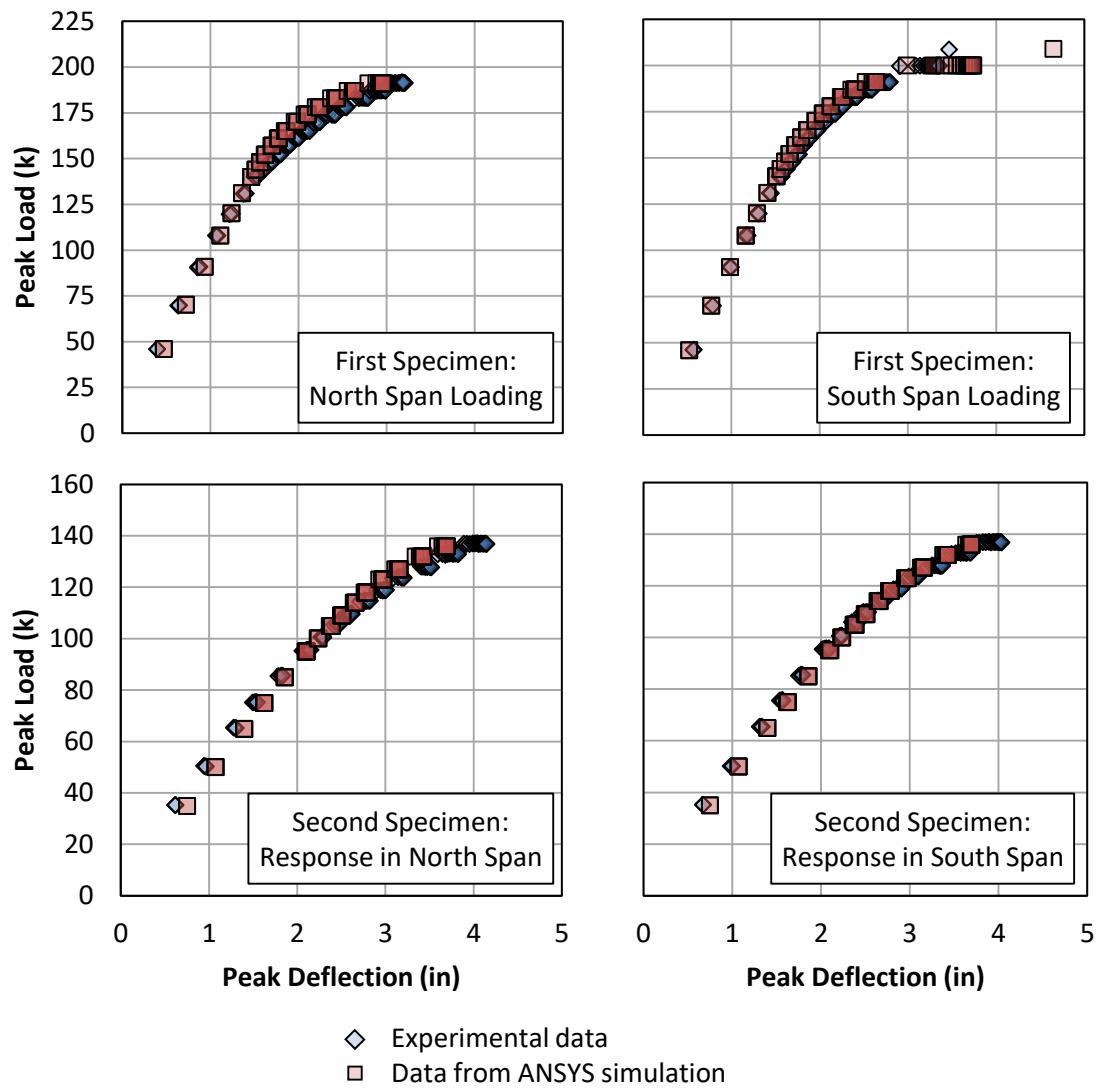 225
200
175
150
125
100
75
50
25
0
Peak Load (k)
First Specimen:
North Span Loading
First Specimen:
South Span Loading
160
140
120
100
80
60
40
20
0
Peak Load (k)
Second Specimen:
Response in North Span
Second Specimen:
Response in South Span
0 1 2 3 4 5
0 1 2 3 4 5
Peak Deflection (in)
Peak Deflection (in)
Experimental data
Data from ANSYS simulation